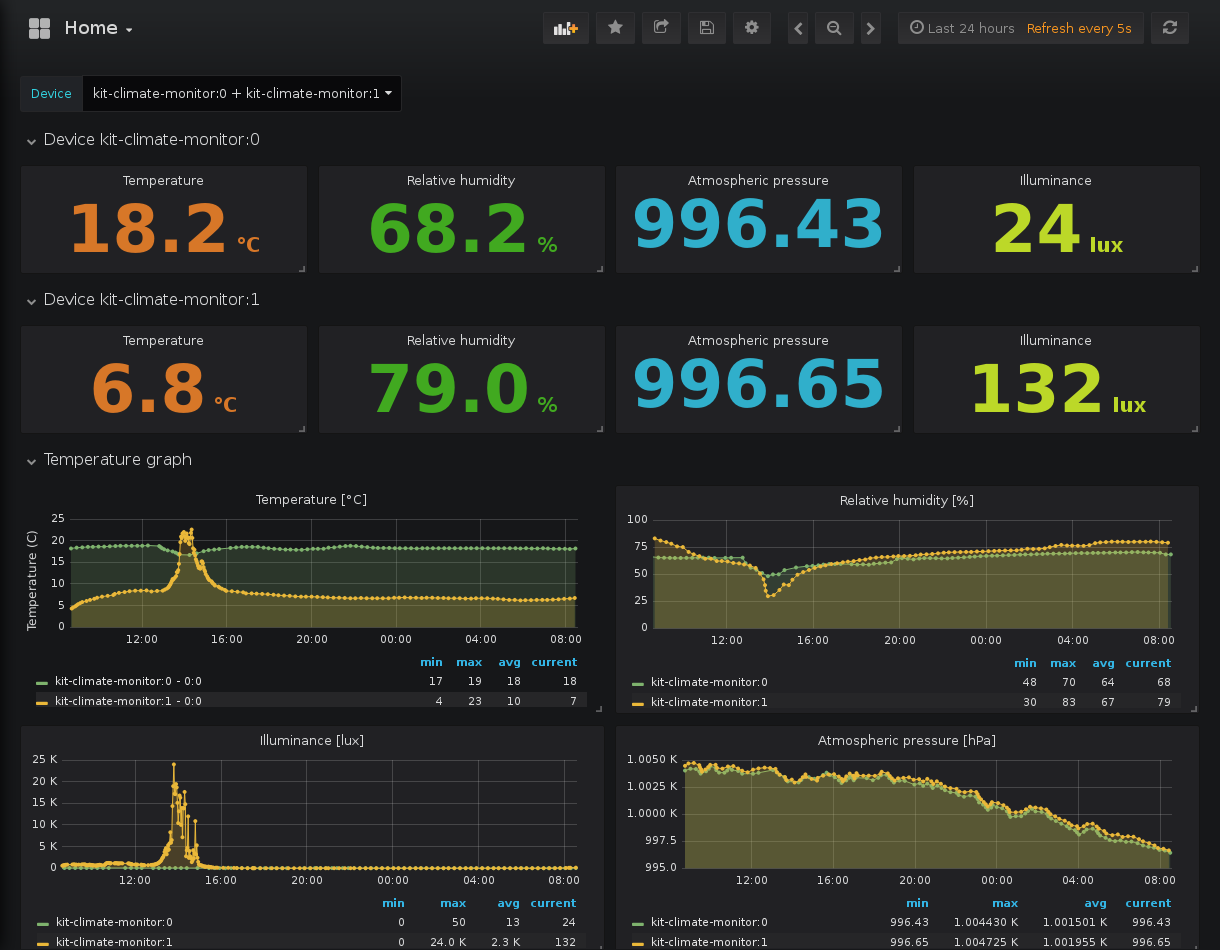 Home
Last 24 hours Refresh every 5s
Device kit-climate-monitor:0 + kit-climate-monitor:1
Device kit-climate-monitor:0
Temperature Relative humidity Atmospheric pressure Illuminance
18.2 °C 68.2 % 996.43 24 lux
Device kit-climate-monitor:1
Temperature Relative humidity Atmospheric pressure Illuminance
6.8 °C 79.0 % 996.65 132 lux
Temperature graph
Temperature [°C]
Temperature (C)
25
20
15
10
5
0
12:00 16:00 20:00 00:00 04:00 08:00
min max avg current
kit-climate-monitor:0 - 0:0 17 19 18 18
kit-climate-monitor:1 - 0:0 4 23 10 7
Relative humidity [%]
100
75
50
25
0
12:00 16:00 20:00 00:00 04:00 08:00
min max avg current
kit-climate-monitor:0 48 70 64 68
kit-climate-monitor:1 30 83 67 79
Illuminance [lux]
25 K
20 K
15 K
10 K
5 K
0
12:00 16:00 20:00 00:00 04:00 08:00
min max avg current
kit-climate-monitor:0 0 50 13 24
kit-climate-monitor:1 0 24.0 K 2.3 K 132
Atmospheric pressure [hPa]
1.0050 K
1.0025 K
1.0000 K
997.5
995.0
12:00 16:00 20:00 00:00 04:00 08:00
min max avg current
kit-climate-monitor:0 996.43 1.004430 K 1.001501 K 996.43
kit-climate-monitor:1 996.65 1.004725 K 1.001955 K 996.65